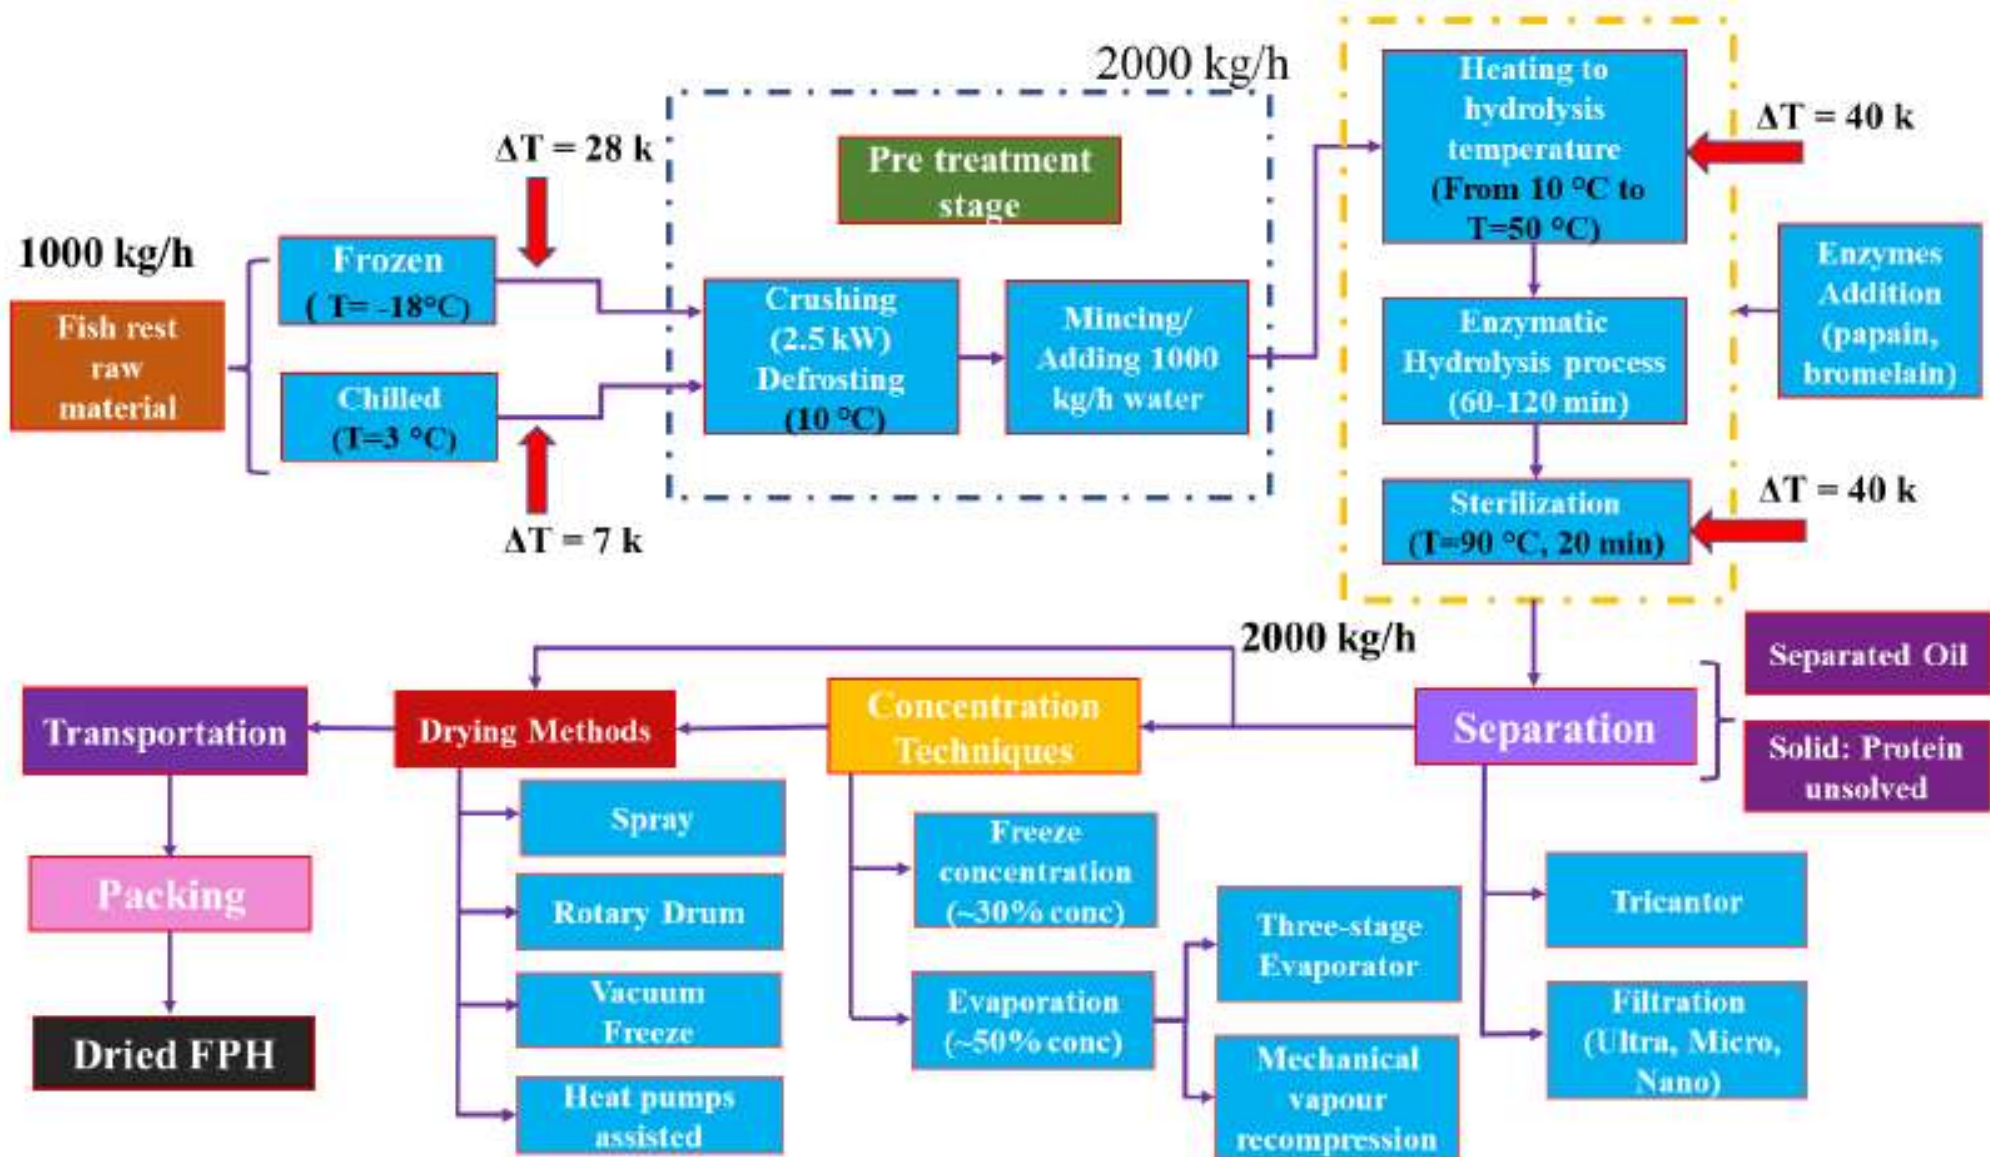 2000 kg/h
Heating to
hydrolysis
temperature
(From 10 °C to
T=50 °C)
ΔT = 40 k
ΔT = 28 k
Pre treatment
stage
1000 kg/h
Fish rest
raw
material
Frozen
( T= -18°C)
Chilled
(T=3 °C)
ΔT = 7 k
Crushing
(2.5 kW)
Defrosting
(10 °C)
Mincing/
Adding 1000
kg/h water
Enzymes
Addition
(papain,
bromelain)
Enzymatic
Hydrolysis process
(60-120 min)
Sterilization
(T=90 °C, 20 min)
ΔT = 40 k
2000 kg/h
Separated Oil
Solid: Protein
unsolved
Separation
Concentration
Techniques
Drying Methods
Transportation
Packing
Dried FPH
Spray
Rotary Drum
Vacuum
Freeze
Heat pumps
assisted
Freeze
concentration
(~30% conc)
Evaporation
(~50% conc)
Three-stage
Evaporator
Mechanical
vapour
recompression
Tricantor
Filtration
(Ultra, Micro,
Nano)